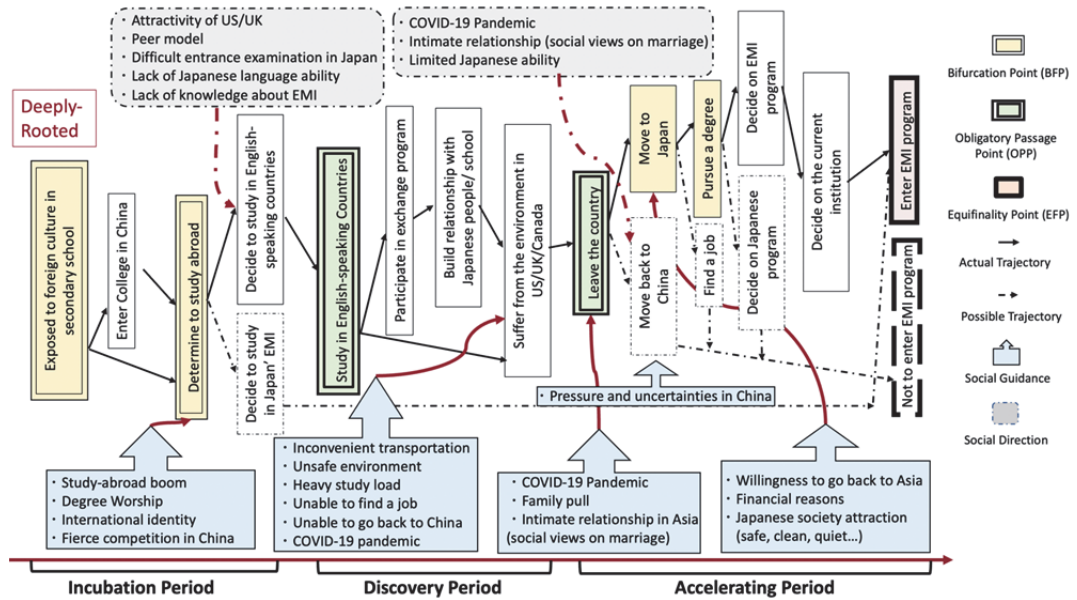 · Attractivity of US/UK
· Peer model
· Difficult entrance examination in Japan
· Lack of Japanese language ability
· Lack of knowledge about EMI
· COVID-19 Pandemic
· Intimate relationship (social views on marriage)
· Limited Japanese ability
Deeply-
Rooted
Exposed to foreign culture in
secondary school
Enter College in China
Determine to study abroad
Decide to study in English-
speaking countries
Decide to study
in Japan' EMI
Study in English-speaking Countries
Participate in exchange program
Build relationship with
Japanese people/ school
Suffer from the environment in
US/UK/Canada
Leave the country
Move to
Japan
Move back to
China
Pursue a degree
Find a job
Decide on EMI
program
Decide on Japanese
program
Decide on the current
institution
Enter EMI program
Not to enter EMI program
Bifurcation Point (BFP)
Obligatory Passage
Point (OPP)
Equifinality Point (EFP)
Actual Trajectory
Possible Trajectory
Social Guidance
Social Direction
· Pressure and uncertainties in China
· Study-abroad boom
· Degree Worship
· International identity
· Fierce competition in China
· Inconvenient transportation
· Unsafe environment
· Heavy study load
· Unable to find a job
· Unable to go back to China
· COVID-19 pandemic
· COVID-19 Pandemic
· Family pull
· Intimate relationship in Asia
(social views on marriage)
· Willingness to go back to Asia
· Financial reasons
· Japanese society attraction
(safe, clean, quiet…)
Incubation Period
Discovery Period
Accelerating Period